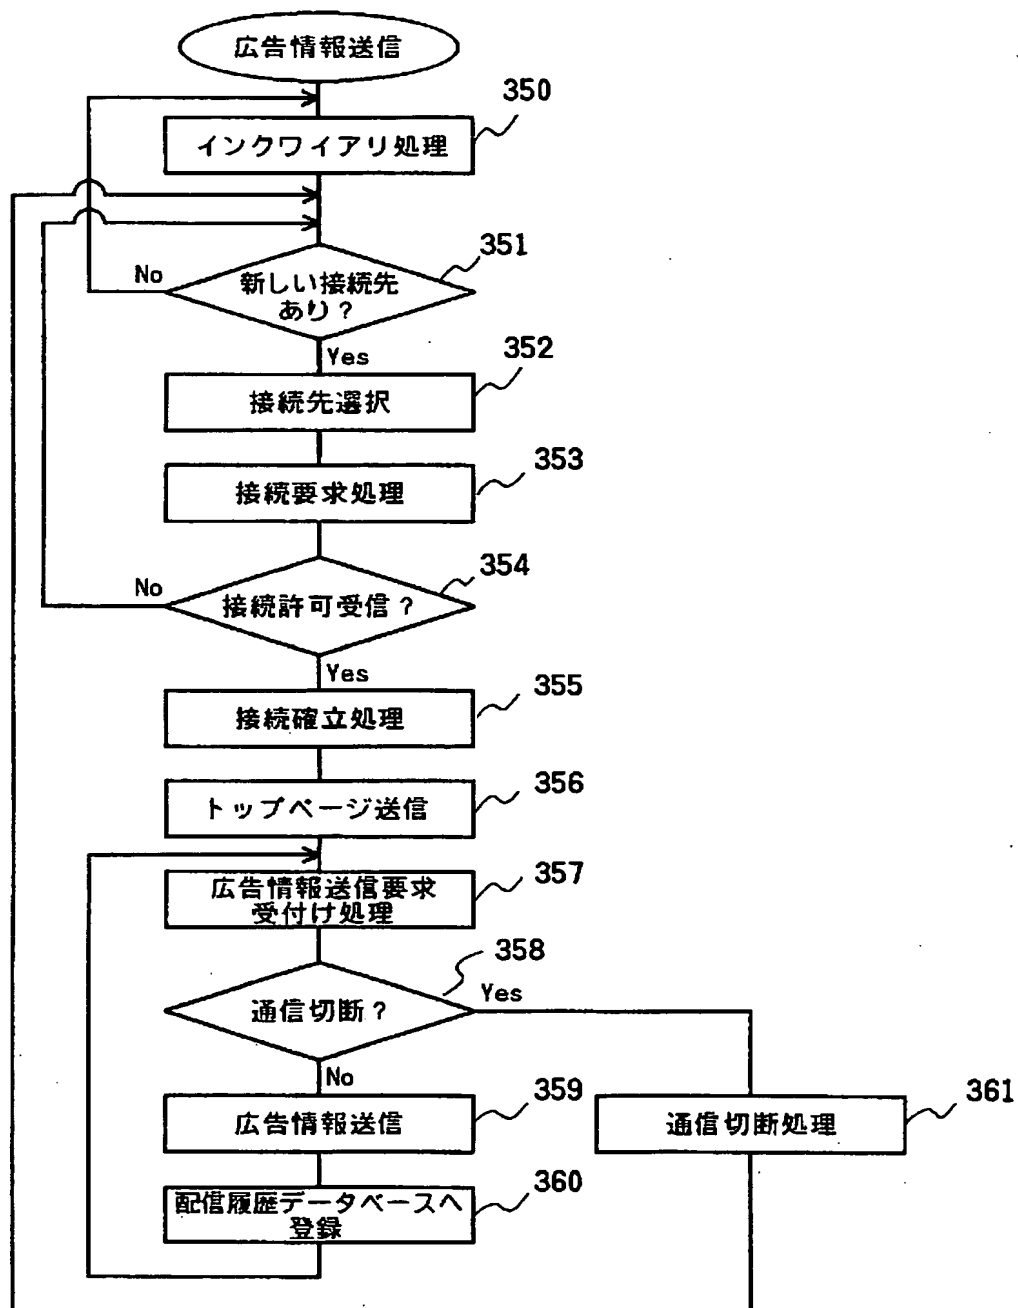 広告情報送信
350
インクワイアリ処理
351
No
新しい接続先
あり？
Yes
352
接続先選択
353
接続要求処理
354
No
接続許可受信？
Yes
355
接続確立処理
356
トップページ送信
357
広告情報送信要求
受付け処理
358
通信切断？
Yes
No
359
広告情報送信
361
通信切断処理
360
配信履歴データベースへ
登録